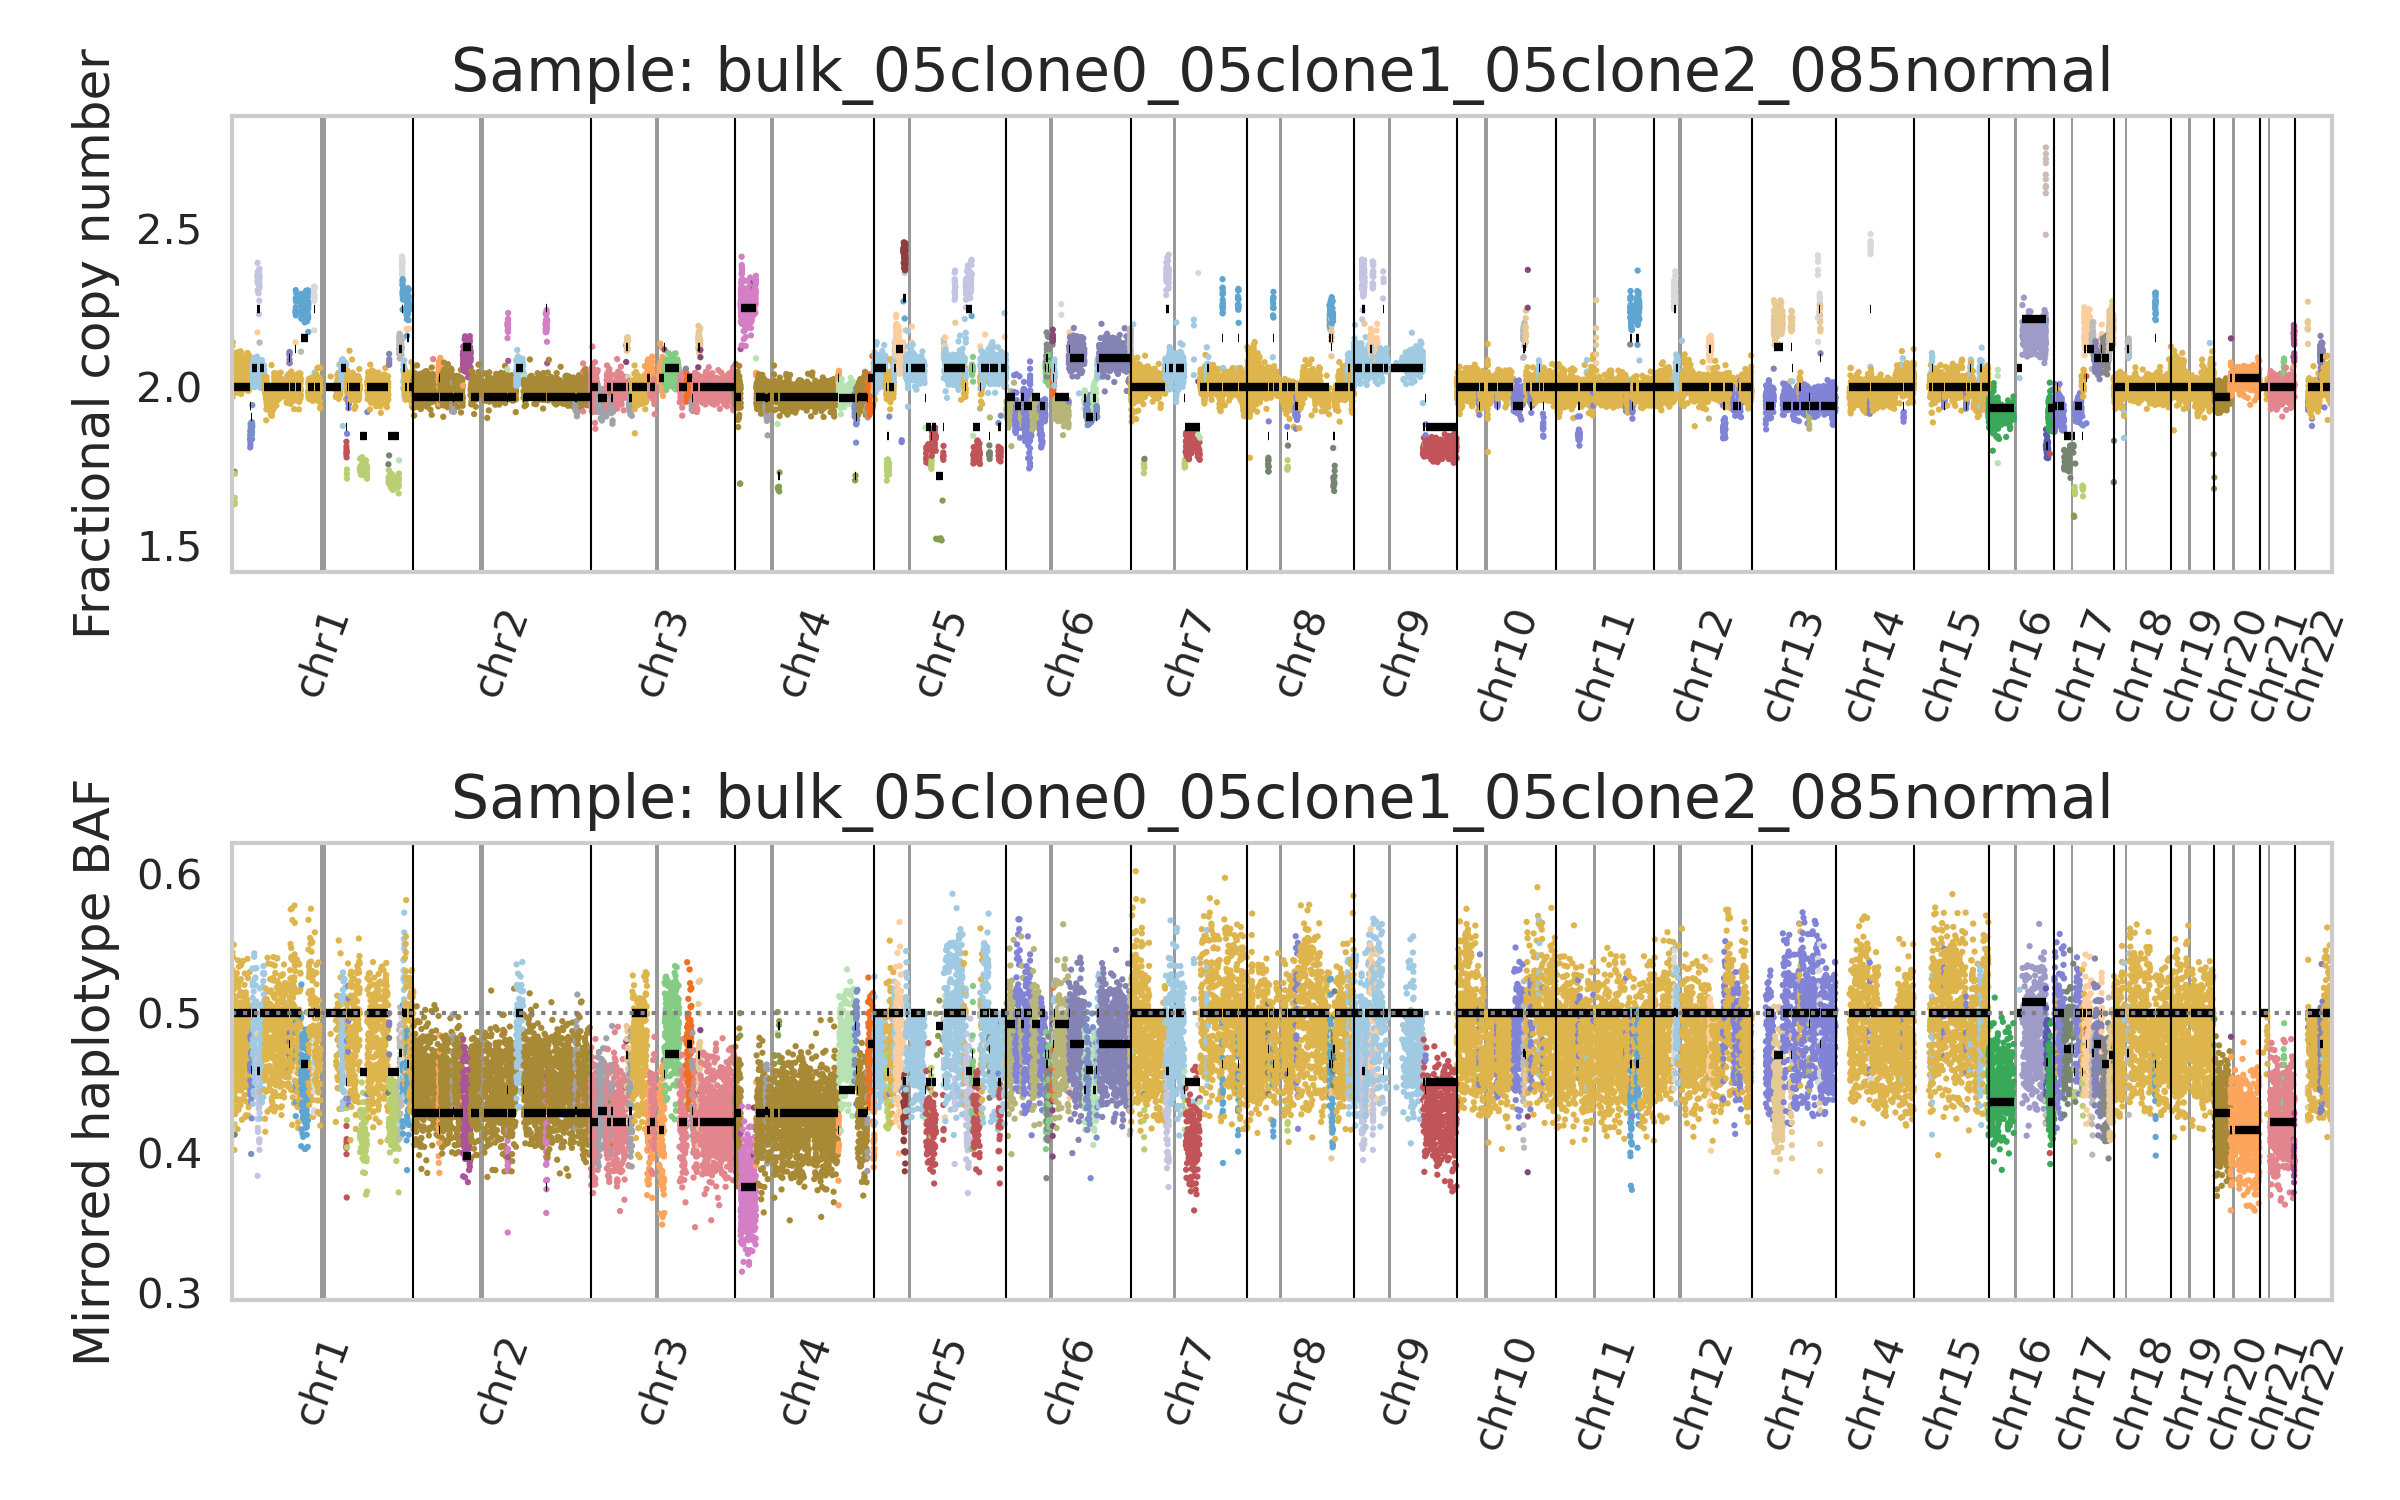 Sample: bulk_05clone0_05clone1_05clone2_085normal
Fractional copy number
2.5
2.0
1.5
chr1 chr2 chr3 chr4 chr5 chr6 chr7 chr8 chr9 chr10 chr11 chr12 chr13 chr14 chr15 chr16 chr17 chr18 chr19 chr20 chr21 chr22
Sample: bulk_05clone0_05clone1_05clone2_085normal
Mirrored haplotype BAF
0.6
0.5
0.4
0.3
chr1 chr2 chr3 chr4 chr5 chr6 chr7 chr8 chr9 chr10 chr11 chr12 chr13 chr14 chr15 chr16 chr17 chr18 chr19 chr20 chr21 chr22